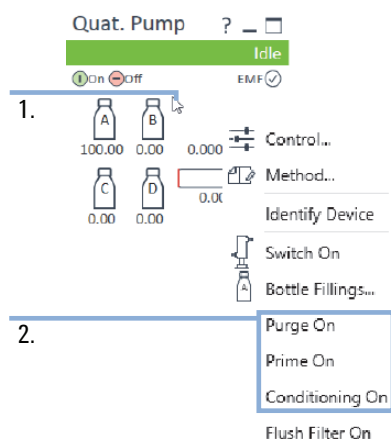 Quat. Pump ? 
Idle
On Off EMF
1.
A B
100.00 0.00 0.000
Control...
Method...
C D
0.00 0.00 0.00
Identify Device
Switch On
A Bottle Fillings...
2.
Purge On
Prime On
Conditioning On
Flush Filter On